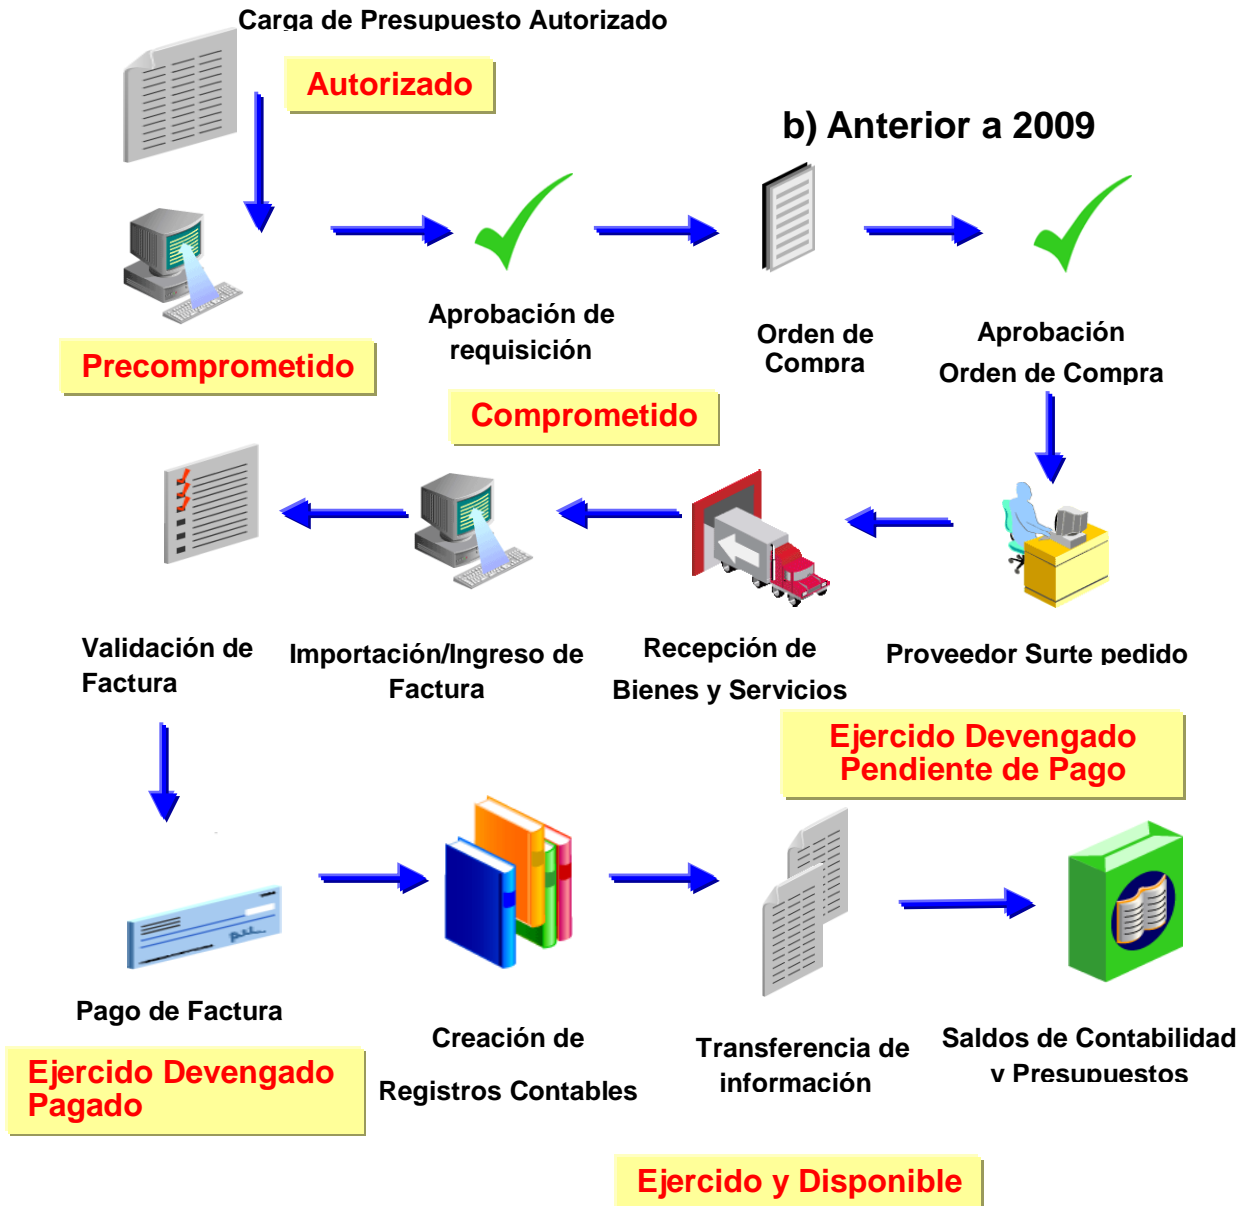 Carga de Presupuesto Autorizado
Autorizado
b) Anterior a 2009
Aprobación de
requisición
Orden de
Compra
Aprobación
Orden de Compra
Precomprometido
Comprometido
Validación de
Factura
Importación/Ingreso de
Factura
Recepción de
Bienes y Servicios
Proveedor Surte pedido
Ejercido Devengado
Pendiente de Pago
Pago de Factura
Creación de
Registros Contables
Transferencia de
información
Saldos de Contabilidad
y Presupuestos
Ejercido Devengado
Pagado
Ejercido y Disponible